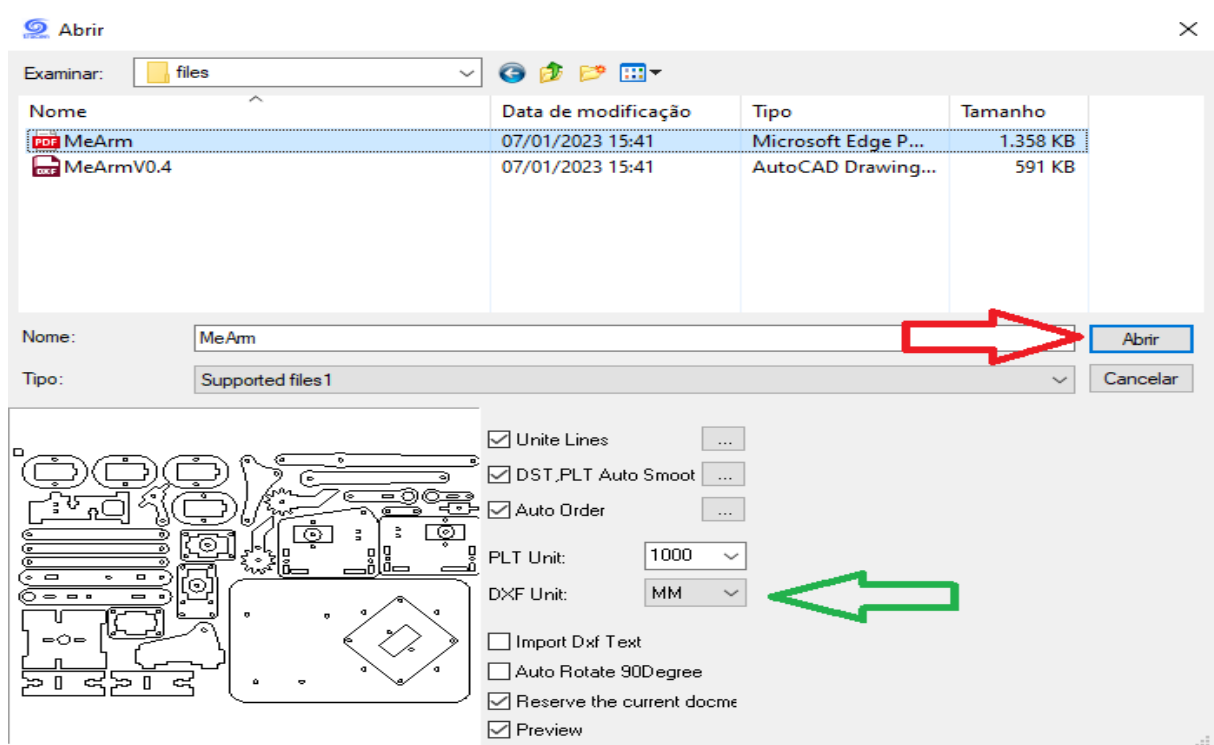 Abrir
Examinar: files
Nome Data de modificação Tipo Tamanho
PDF MeArm 07/01/2023 15:41 Microsoft Edge P... 1.358 KB
DXF MeArmV0.4 07/01/2023 15:41 AutoCAD Drawing... 591 KB
Nome: MeArm Abrir
Tipo: Supported files1 Cancelar
Unite Lines ...
DST,PLT Auto Smoot ...
Auto Order ...
PLT Unit: 1000
DXF Unit: MM
Import Dxf Text
Auto Rotate 90Degree
Reserve the current docme
Preview